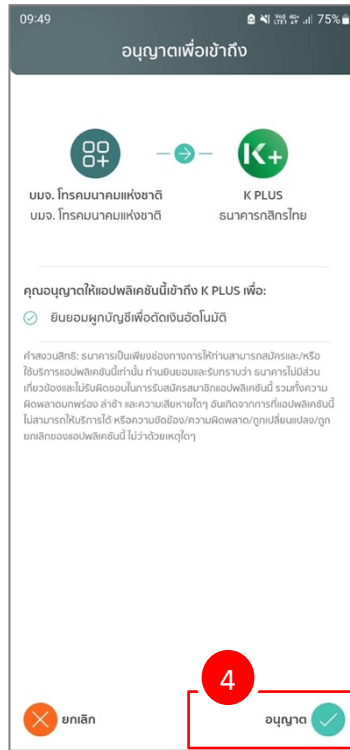 09:49 75%
อนุญาตเพื่อเข้าถึง
K+
บมจ. โทรคมนาคมแห่งชาติ K PLUS
บมจ. โทรคมนาคมแห่งชาติ ธนาคารกสิกรไทย
คุณอนุญาตให้แอปพลิเคชันนี้เข้าถึง K PLUS เพื่อ:
ยินยอมผูกบัญชีเพื่อตัดเงินอัตโนมัติ
คำสงวนสิทธิ: ธนาคารเป็นเพียงช่องทางการให้ท่านสามารถสมัครและ/หรือ
ใช้บริการแอปพลิเคชันนี้เท่านั้น ท่านยินยอมและรับทราบว่า ธนาคารไม่มีส่วน
เกี่ยวข้องและไม่รับผิดชอบในการรับสมัครสมาชิกแอปพลิเคชันนี้ รวมทั้งความ
ผิดพลาดบกพร่อง ล่าช้า และความเสียหายใดๆ อันเกิดจากการที่แอปพลิเคชันนี้
ไม่สามารถให้บริการได้ หรือความขัดข้อง/ความผิดพลาด/ถูกเปลี่ยนแปลง/ถูก
ยกเลิกของแอปพลิเคชันนี้ ไม่ว่าด้วยเหตุใดๆ
4
ยกเลิก อนุญาต